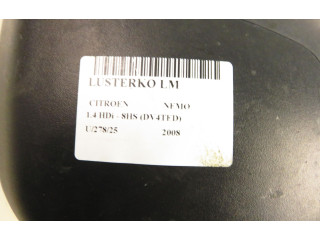 LUSTERKO LM
CITROEN NEMO
1.4 HDi - 8HS (DV4TED)
U/278/25 2008